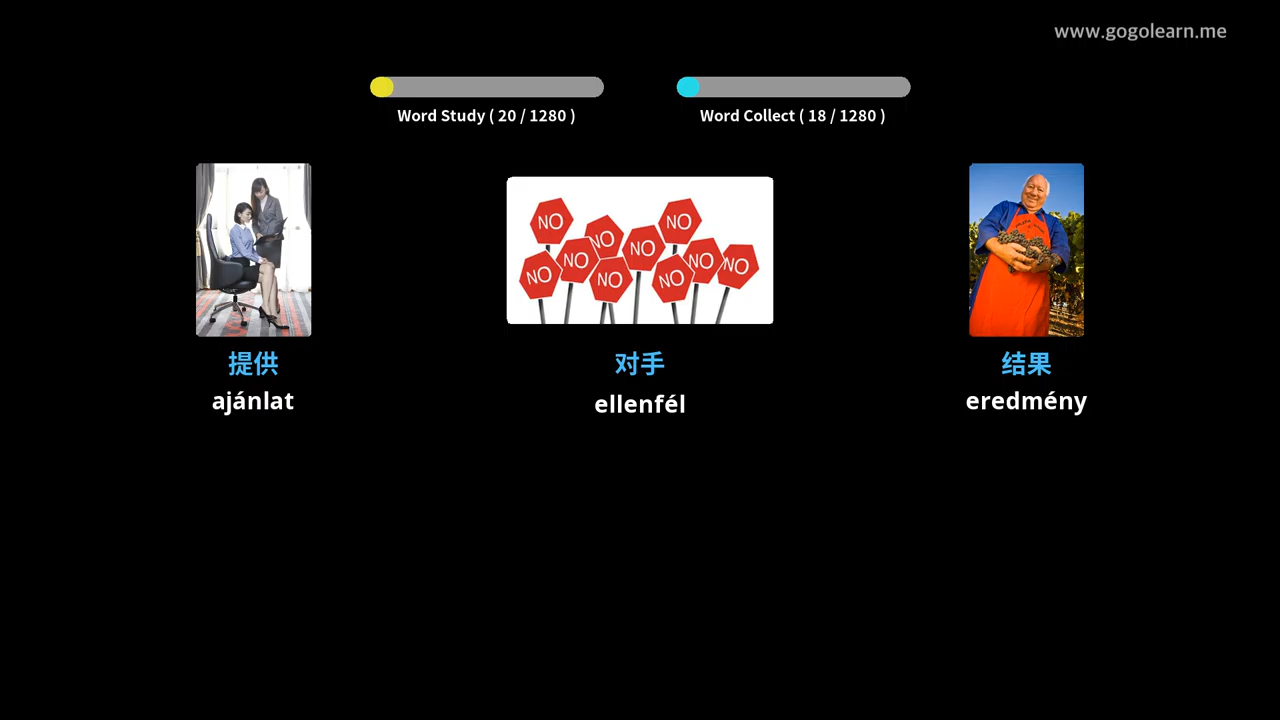 www.gogolearn.me
Word Study ( 20 / 1280 )
Word Collect ( 18 / 1280 )
NO
NO
NO
NO
NO
NO
NO
NO
NO
NO
提供
对手
结果
ajánlat
ellenfél
eredmény